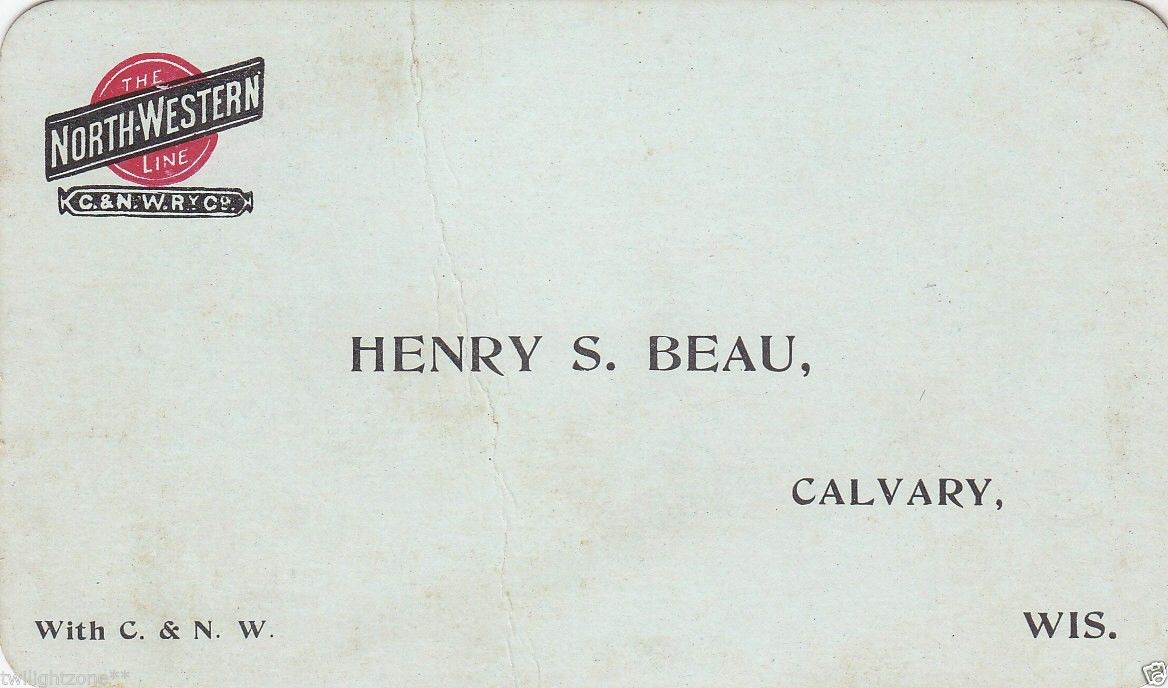 THE
NORTH-WESTERN
LINE
C. & N. W. RY CO.
HENRY S. BEAU,
CALVARY,
WIS.
With C. & N. W.
twilightzone**